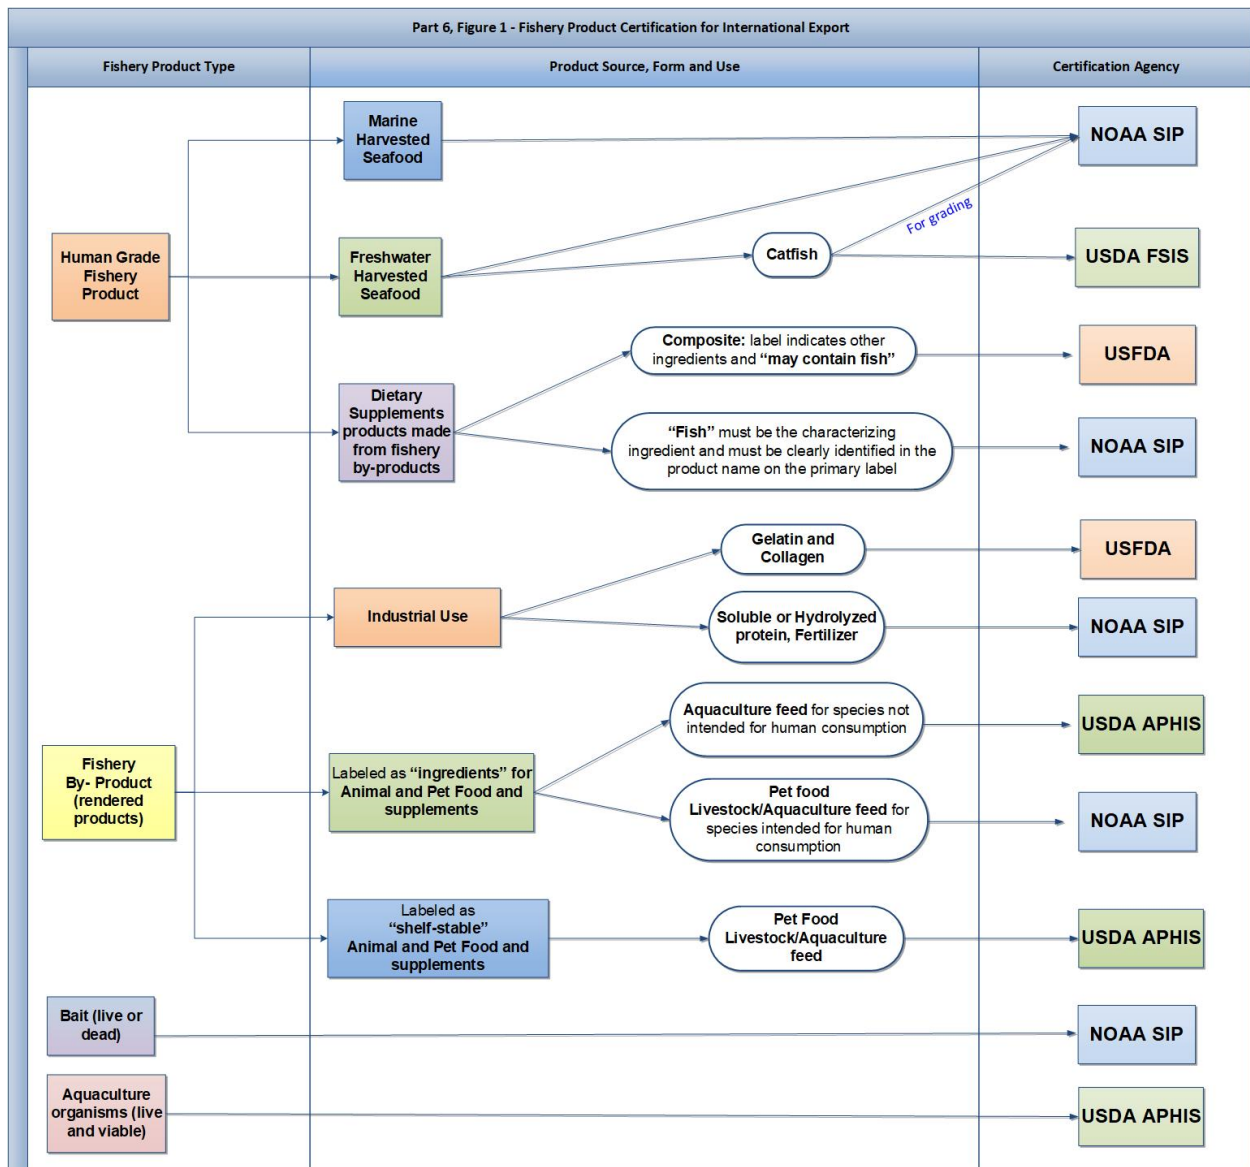 Part 6, Figure 1 - Fishery Product Certification for International Export
Fishery Product Type
Product Source, Form and Use
Certification Agency
Marine
Harvested
Seafood
NOAA SIP
For grading
Human Grade
Fishery
Product
Freshwater
Harvested
Seafood
Catfish
USDA FSIS
Composite: label indicates other
ingredients and “may contain fish”
USFDA
Dietary
Supplements
products made
from fishery
by-products
“Fish” must be the characterizing
ingredient and must be clearly identified in the
product name on the primary label
NOAA SIP
Gelatin and
Collagen
USFDA
Industrial Use
Soluble or Hydrolyzed
protein, Fertilizer
NOAA SIP
Aquaculture feed for species not
intended for human consumption
USDA APHIS
Fishery
By- Product
(rendered
products)
Labeled as “ingredients” for
Animal and Pet Food and
supplements
Pet food
Livestock/Aquaculture feed for
species intended for human
consumption
NOAA SIP
Labeled as
“shelf-stable”
Animal and Pet Food and
supplements
Pet Food
Livestock/Aquaculture
feed
USDA APHIS
Bait (live or
dead)
NOAA SIP
Aquaculture
organisms (live
and viable)
USDA APHIS